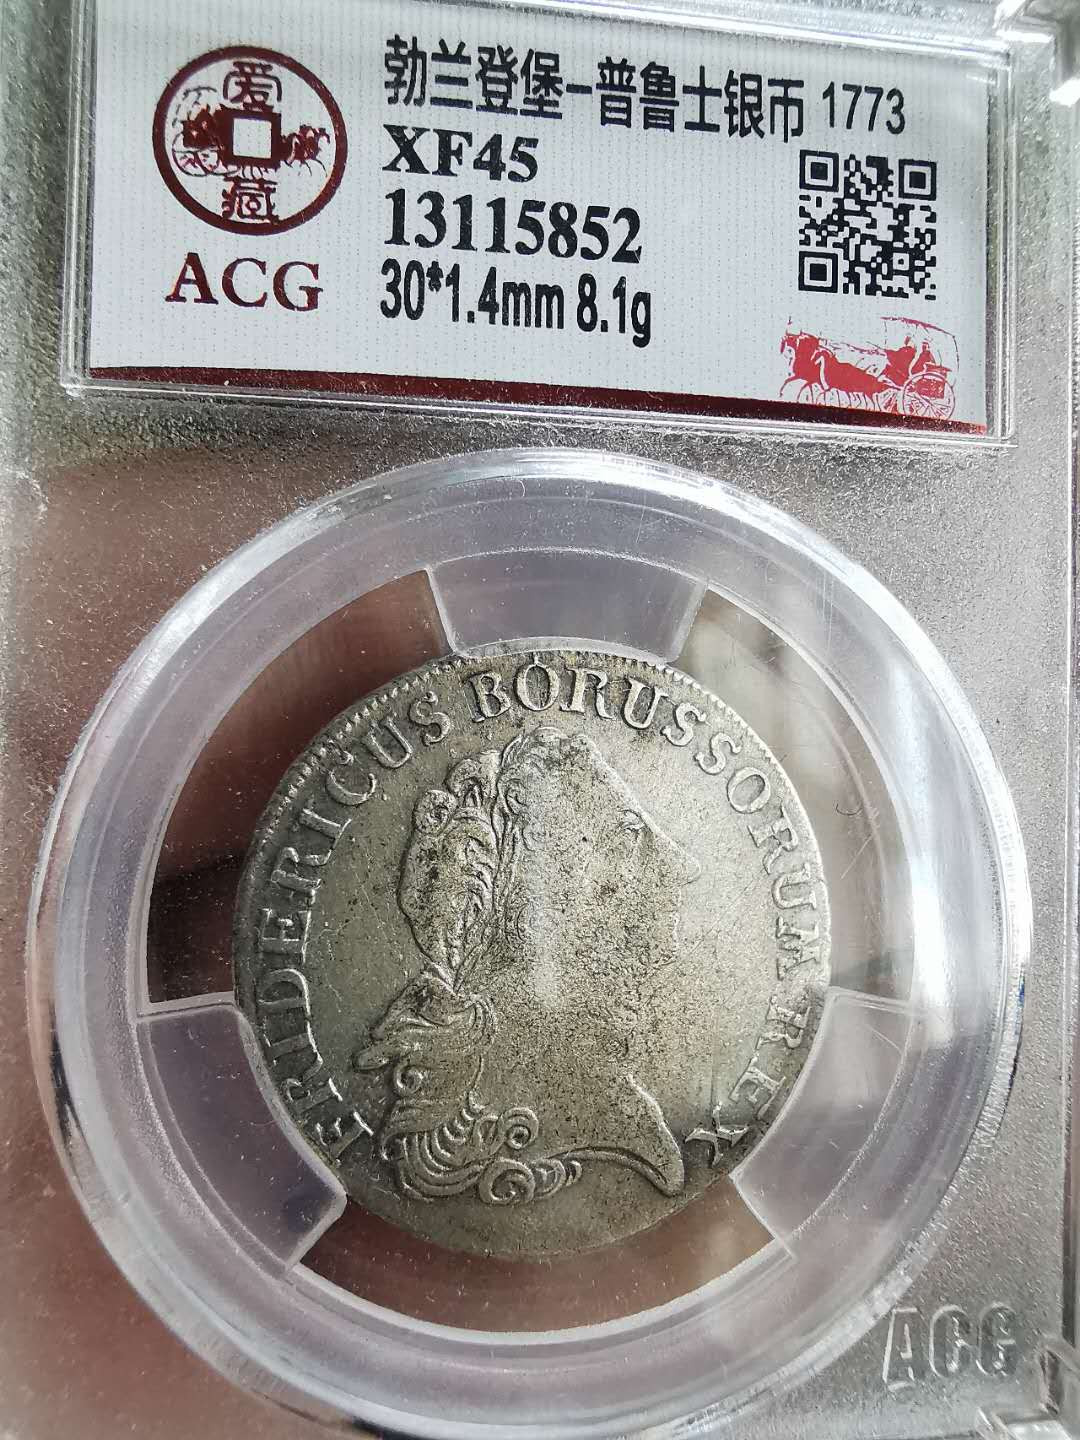 爱藏
ACG
勃兰登堡-普鲁士银币 1773
XF45
13115852
30*1.4mm 8.1g
FRIDERICUS BORUSSORUM REX
ACG